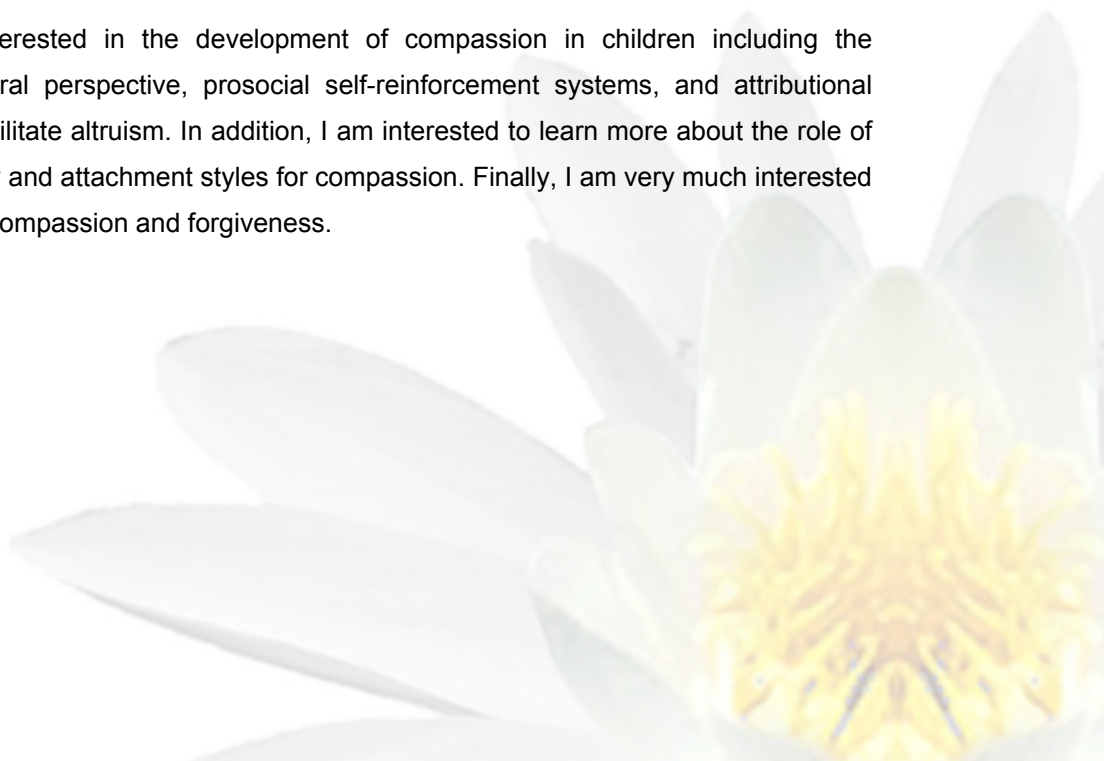 erested in the development of compassion in children including the
ral perspective, prosocial self-reinforcement systems, and attributional
ilitate altruism. In addition, I am interested to learn more about the role of
and attachment styles for compassion. Finally, I am very much interested
ompassion and forgiveness.